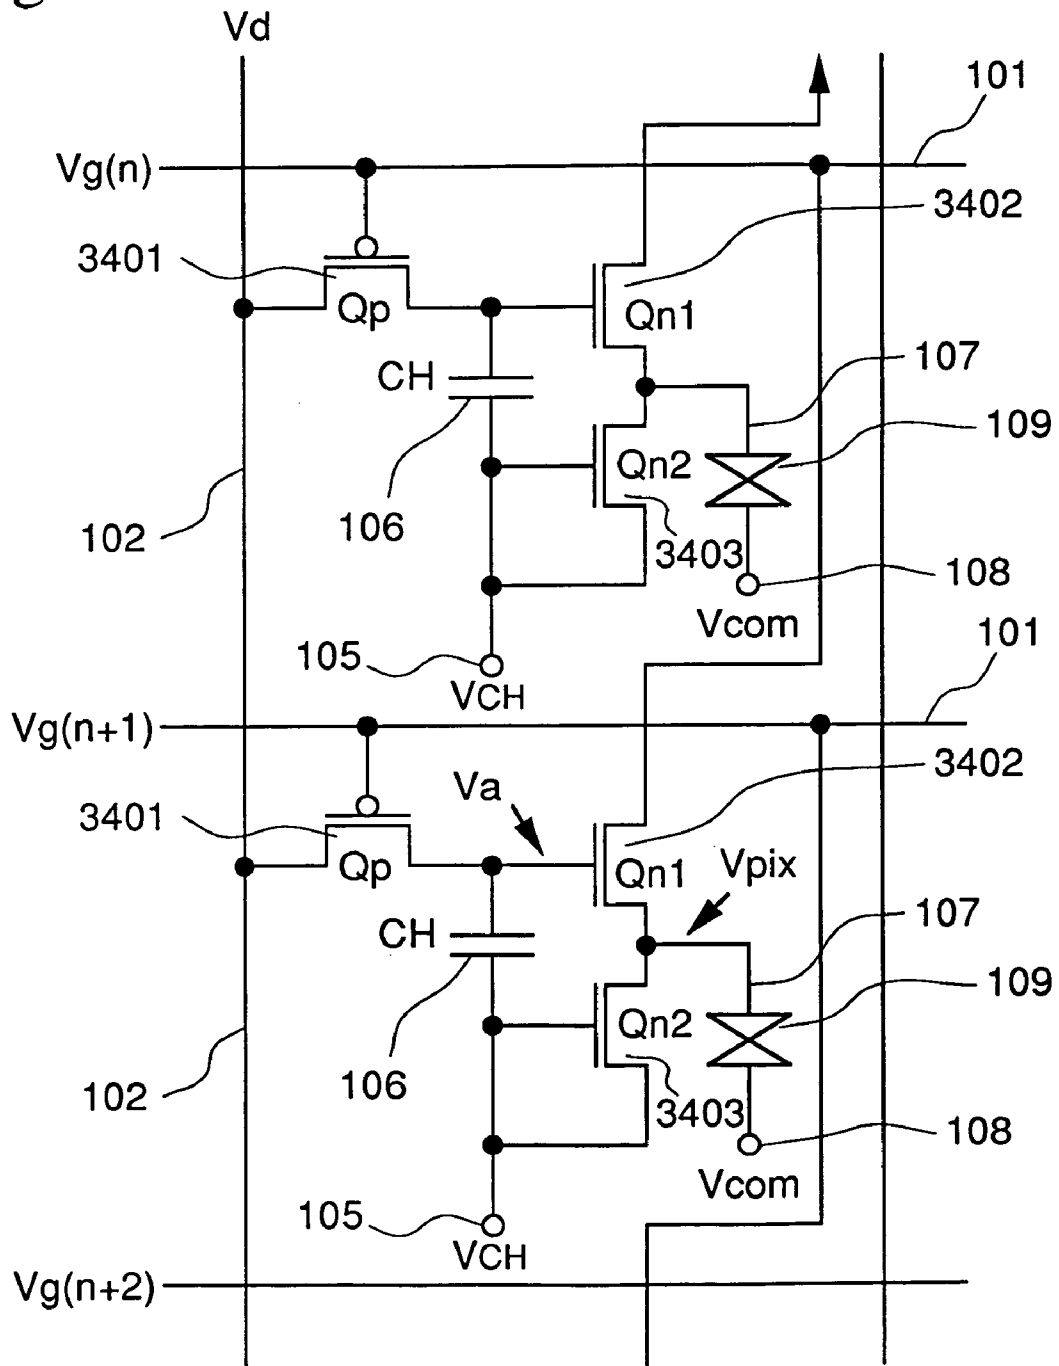 g
Vd
101
Vg(n)
3402
3401
Qp
Qn1
107
CH
109
Qn2
102
106
3403
108
Vcom
105
101
VCH
Vg(n+1)
3402
Va
3401
Qp
Qn1
Vpix
107
CH
109
Qn2
102
106
3403
108
Vcom
105
VCH
Vg(n+2)